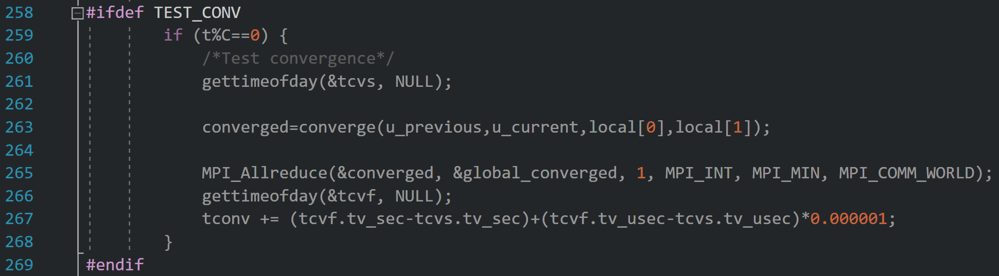 258 #ifdef TEST_CONV
259 if (t%C==0) {
260 /*Test convergence*/
261 gettimeofday(&tcvs, NULL);
262
263 converged=converge(u_previous,u_current,local[0],local[1]);
264
265 MPI_Allreduce(&converged, &global_converged, 1, MPI_INT, MPI_MIN, MPI_COMM_WORLD);
266 gettimeofday(&tcvf, NULL);
267 tconv += (tcvf.tv_sec-tcvs.tv_sec)+(tcvf.tv_usec-tcvs.tv_usec)*0.000001;
268 }
269 #endif